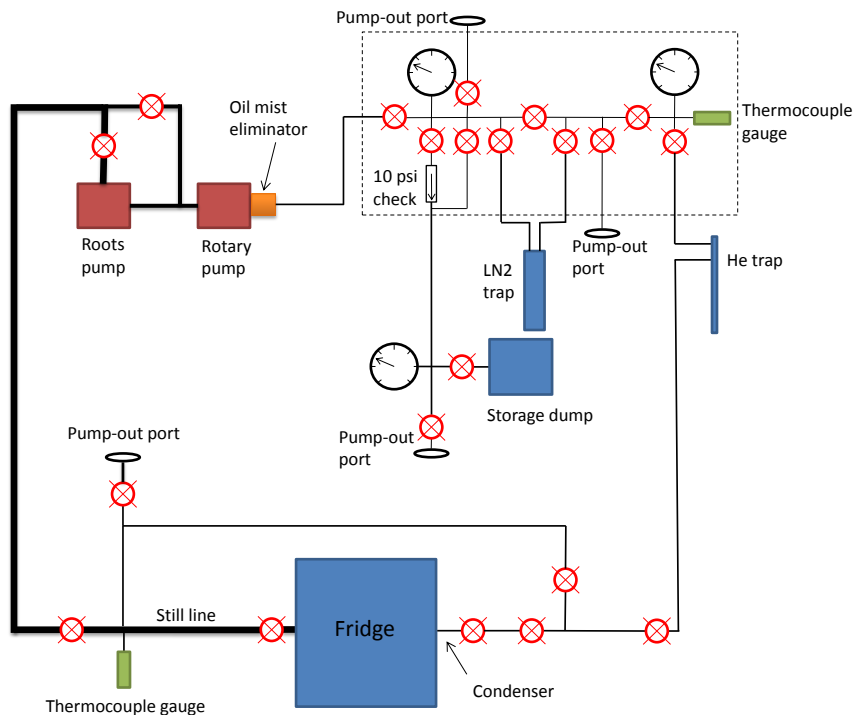 Pump-out port
Oil mist
eliminator
Thermocouple
gauge
10 psi
check
Roots
pump
Rotary
pump
Pump-out
port
LN2
trap
He trap
Storage dump
Pump-out
port
Pump-out port
Still line
Fridge
Condenser
Thermocouple gauge